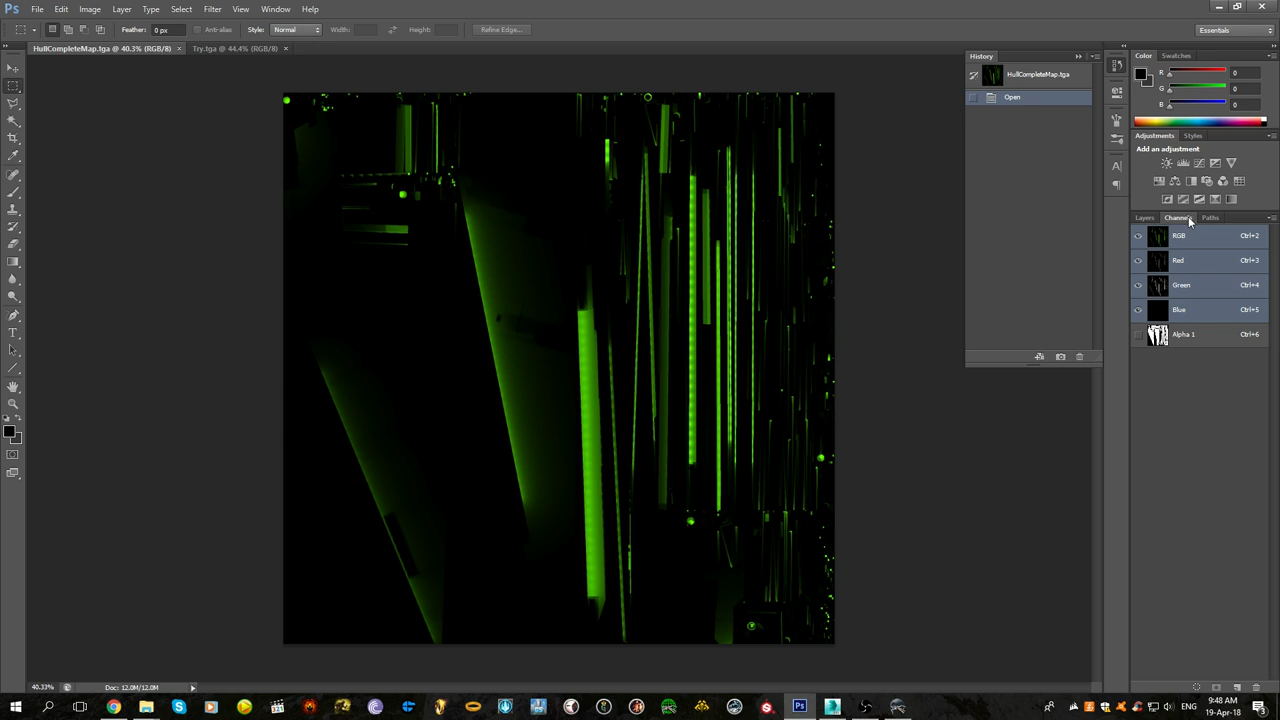 Ps File Edit Image Layer Type Select Filter View Window Help
Feather: 0 px Anti-alias Style: Normal Width: Height: Refine Edge... Essentials
HullCompleteMap.tga @ 40.3% (RGB/8) × Try.tga @ 44.4% (RGB/8) ×
History
HullCompleteMap.tga
Open
Color Swatches
R 0
G 0
B 0
Adjustments Styles
Add an adjustment
Layers Channels Paths
RGB Ctrl+2
Red Ctrl+3
Green Ctrl+4
Blue Ctrl+5
Alpha 1 Ctrl+6
40.33% Doc: 12.0M/12.0M
ENG 9:48 AM
19-Apr-18